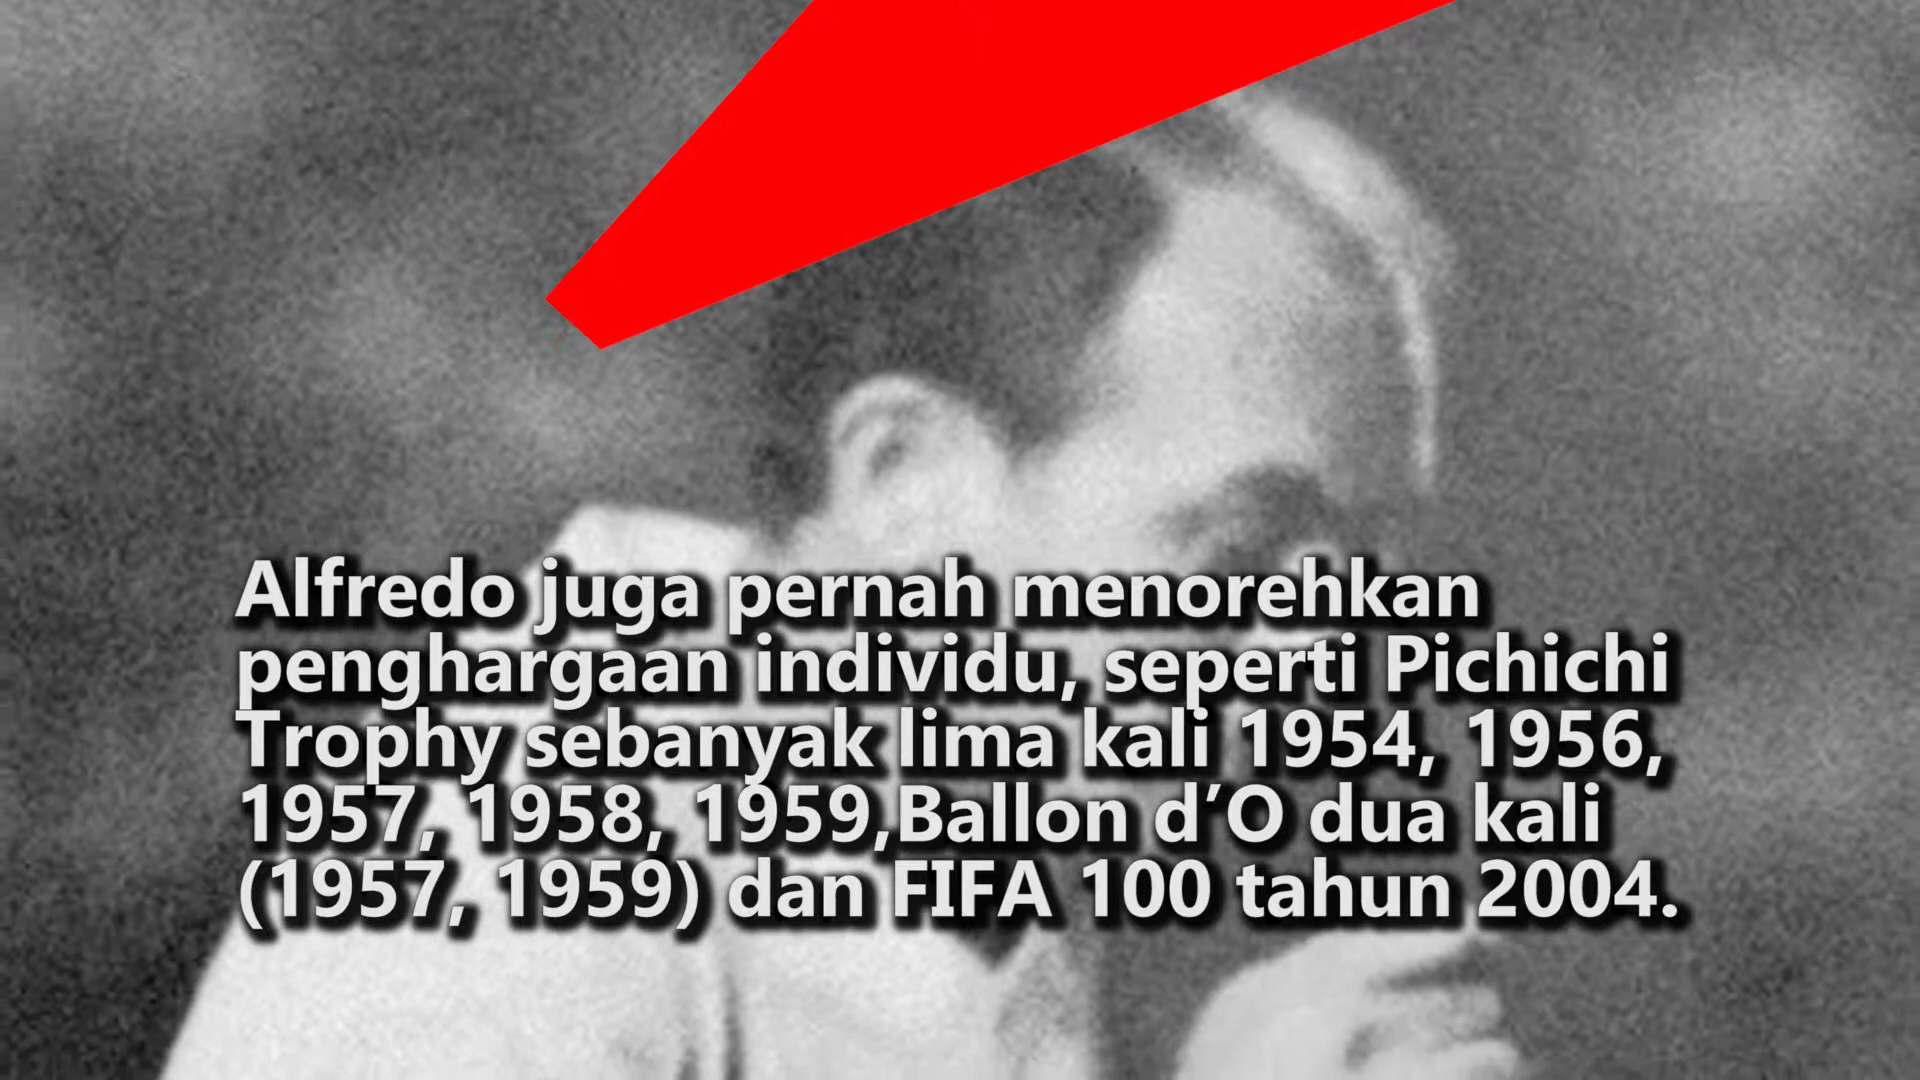 Alfredo juga pernah menorehkan
penghargaan individu, seperti Pichichi
Trophy sebanyak lima kali 1954, 1956,
1957, 1958, 1959,Ballon d’O dua kali
(1957, 1959) dan FIFA 100 tahun 2004.